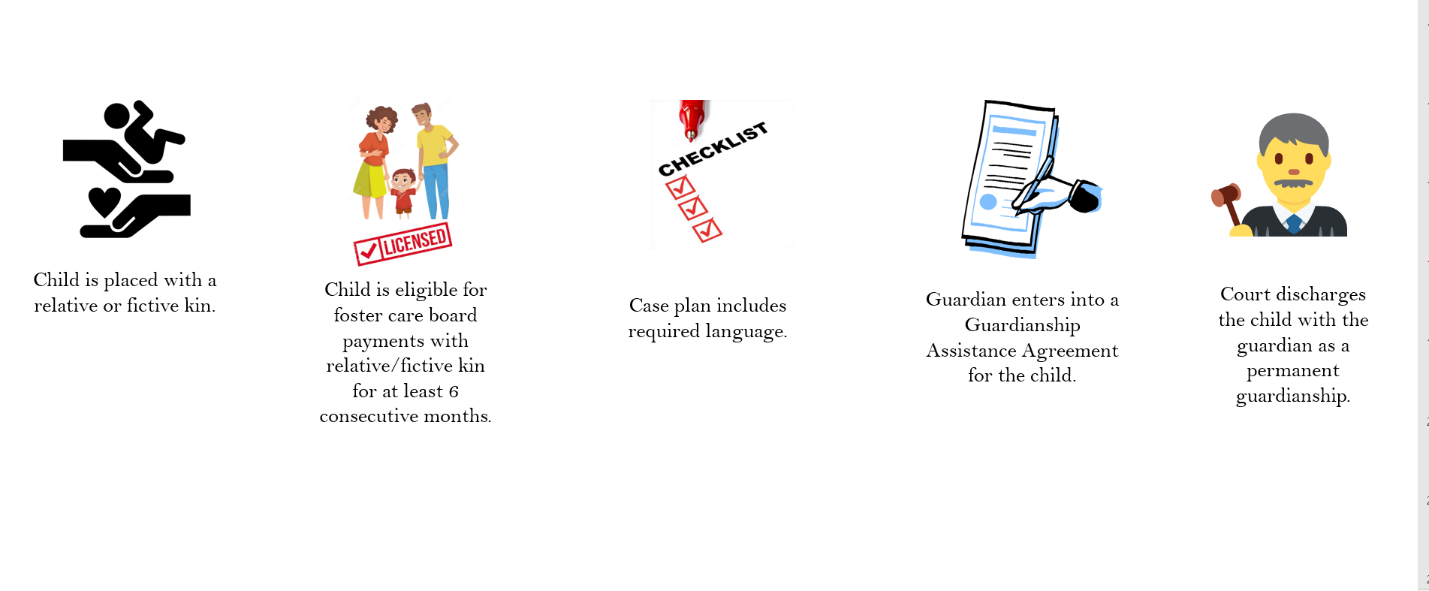 Child is placed with a
relative or fictive kin.
LICENSED
Child is eligible for
foster care board
payments with
relative/fictive kin
for at least 6
consecutive months.
CHECKLIST
Case plan includes
required language.
Guardian enters into a
Guardianship
Assistance Agreement
for the child.
Court discharges
the child with the
guardian as a
permanent
guardianship.